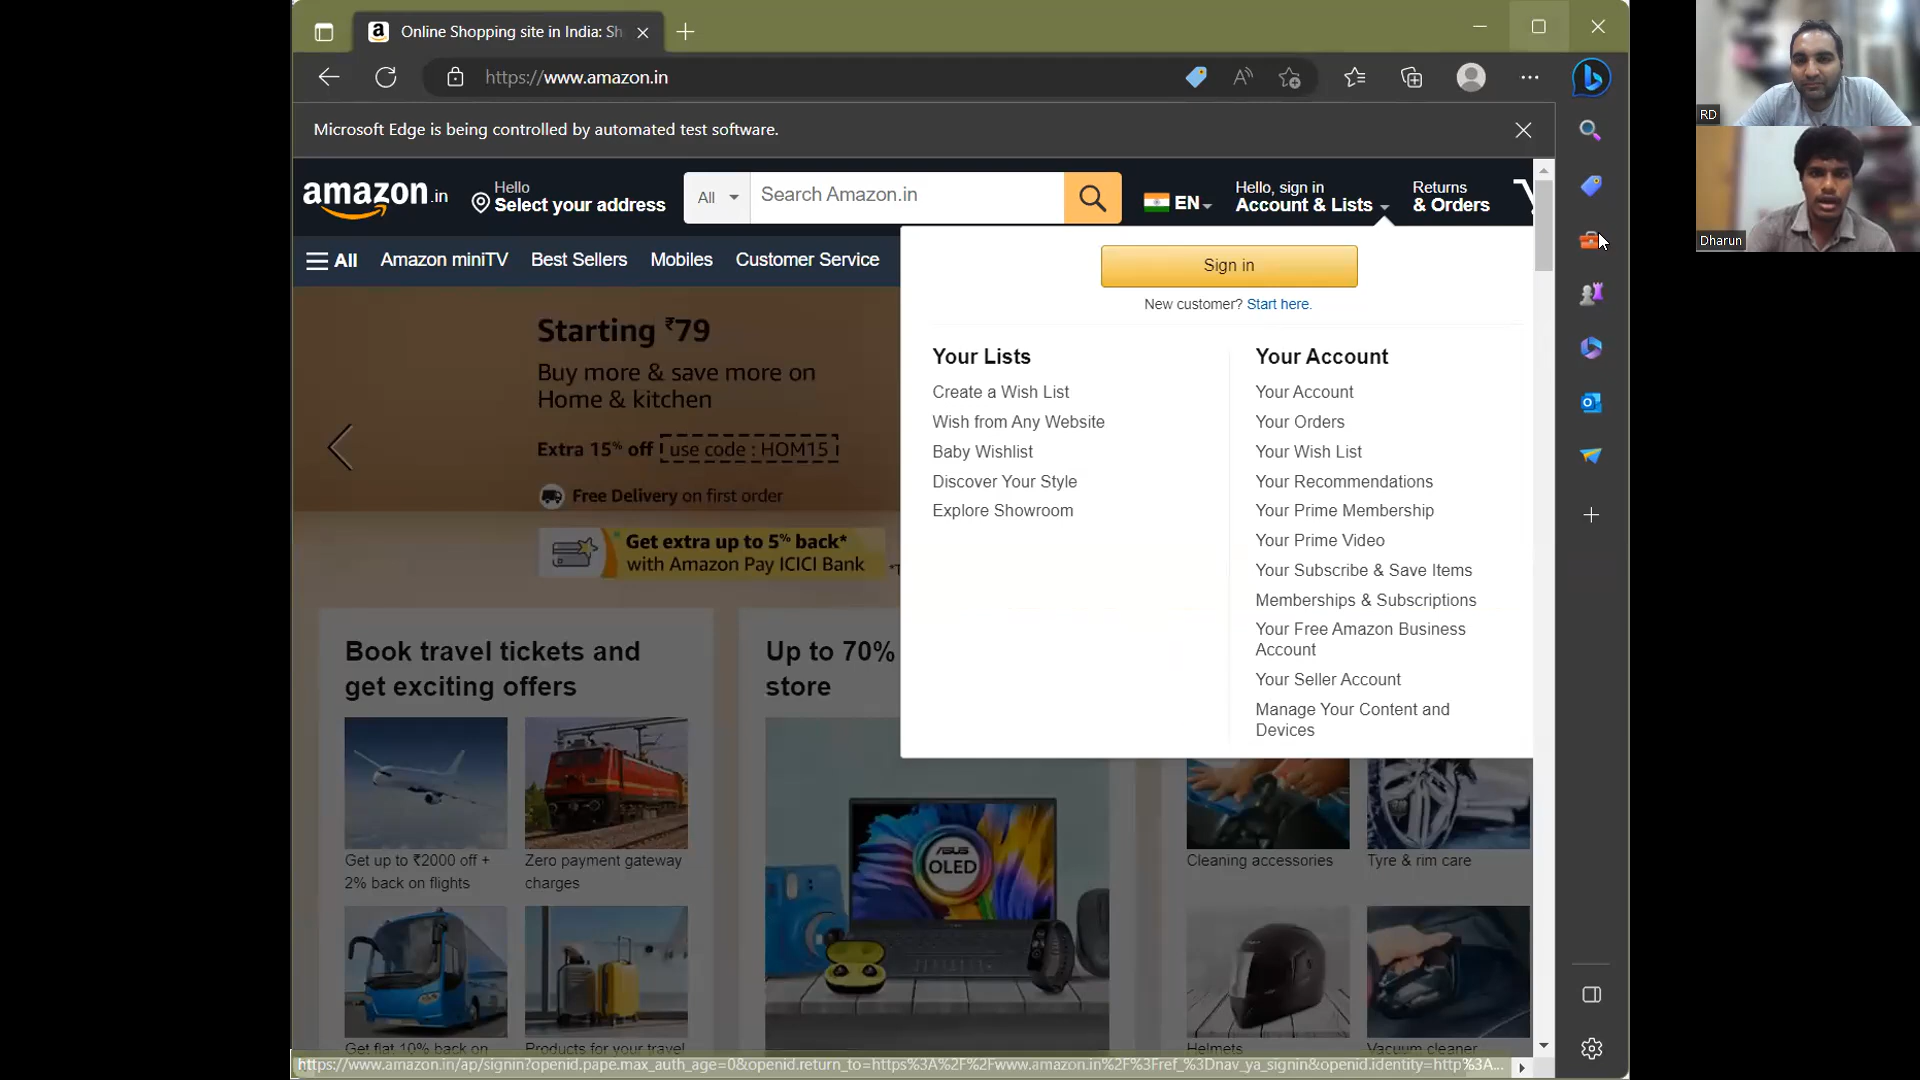 Online Shopping site in India: Sh
https://www.amazon.in
Microsoft Edge is being controlled by automated test software.
amazon.in
Hello
Select your address
All
Search Amazon.in
EN
Hello, sign in
Account & Lists
Returns
& Orders
All
Amazon miniTV
Best Sellers
Mobiles
Customer Service
Sign in
New customer? Start here.
Your Lists
Create a Wish List
Wish from Any Website
Baby Wishlist
Discover Your Style
Explore Showroom
Your Account
Your Account
Your Orders
Your Wish List
Your Recommendations
Your Prime Membership
Your Prime Video
Your Subscribe & Save Items
Memberships & Subscriptions
Your Free Amazon Business
Account
Your Seller Account
Manage Your Content and
Devices
Starting ₹79
Buy more & save more on
Home & kitchen
Extra 15% off use code : HOM15
Free Delivery on first order
Get extra up to 5% back*
with Amazon Pay ICICI Bank
*T
Book travel tickets and
get exciting offers
Get up to ₹2000 off +
2% back on flights
Zero payment gateway
charges
Get flat 10% back on
Products for your travel
Up to 70%
store
ASUS
OLED
Cleaning accessories
Tyre & rim care
Helmets
Vacuum cleaner
https://www.amazon.in/ap/signin?openid.pape.max_auth_age=0&openid.return_to=https%3A%2F%2Fwww.amazon.in%2F%3Fref_%3Dnav_ya_signin&openid.identity=http%3A...
RD
Dharun